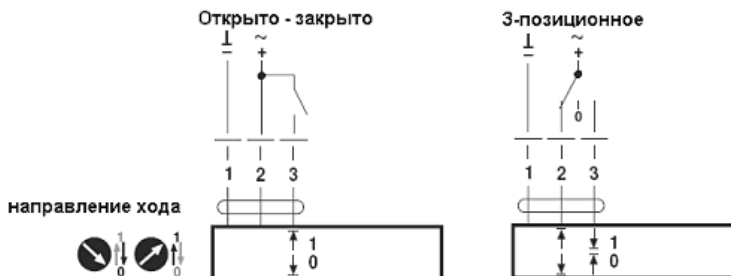 Открыто - закрыто
3-позиционное
⊥ ~
– +
⊥ ~
– +
0
1 2 3
1 2 3
направление хода
1
0
1
0
1
0
1
0